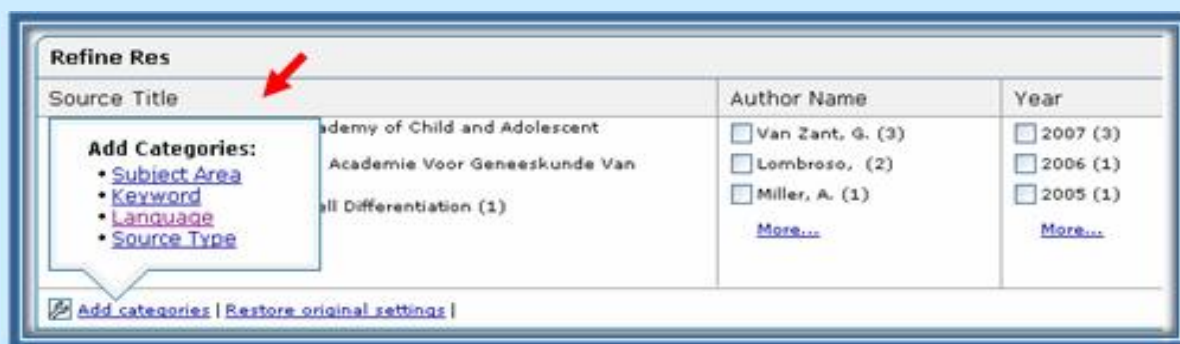 Refine Res
Source Title
Author Name
Year
Add Categories:
• Subject Area
• Keyword
• Language
• Source Type
ademy of Child and Adolescent
Academie Voor Geneeskunde Van
ell Differentiation (1)
Van Zant, G. (3)
Lombroso, (2)
Miller, A. (1)
More...
2007 (3)
2006 (1)
2005 (1)
More...
Add categories | Restore original settings |